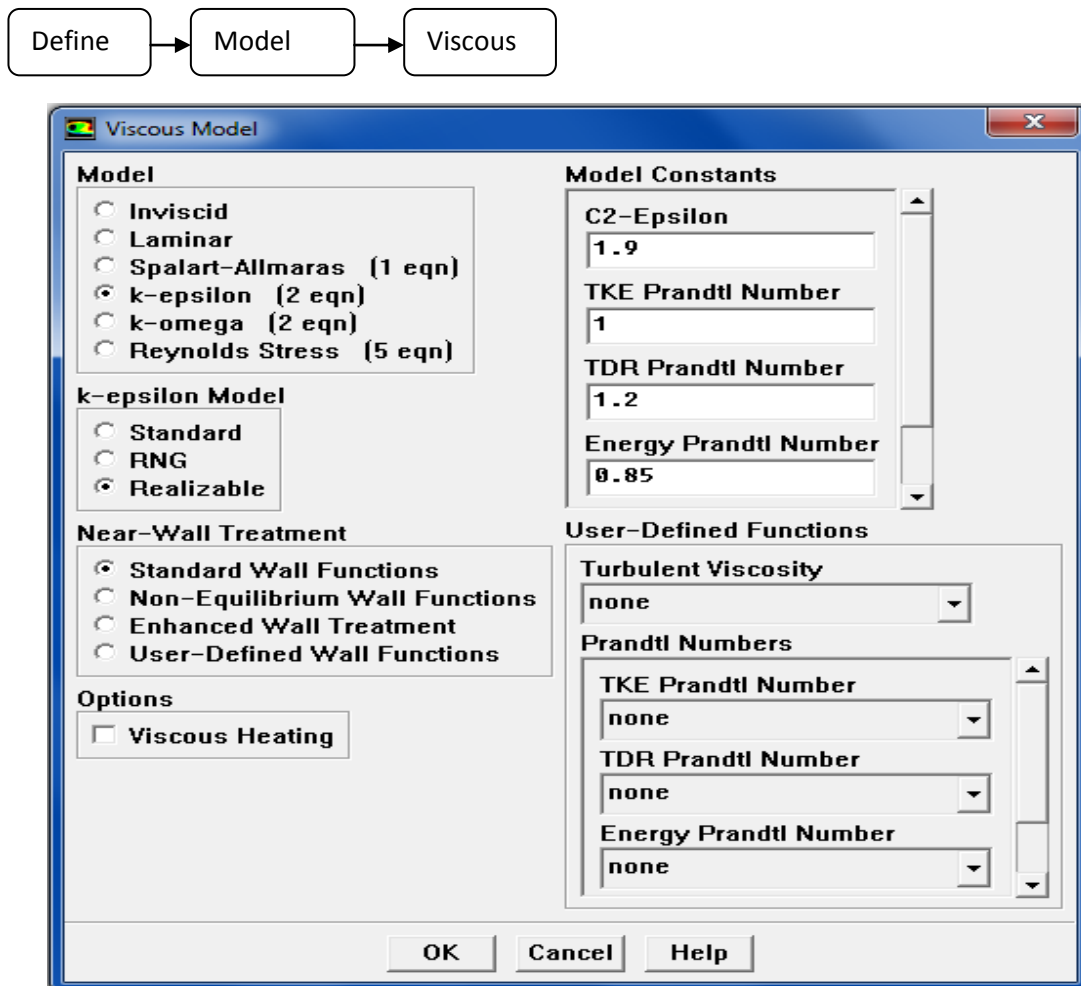 Define
Model
Viscous
Viscous Model
Model
Inviscid
Laminar
Spalart-Allmaras (1 eqn)
k-epsilon (2 eqn)
k-omega (2 eqn)
Reynolds Stress (5 eqn)
k-epsilon Model
Standard
RNG
Realizable
Near-Wall Treatment
Standard Wall Functions
Non-Equilibrium Wall Functions
Enhanced Wall Treatment
User-Defined Wall Functions
Options
Viscous Heating
Model Constants
C2-Epsilon
1.9
TKE Prandtl Number
1
TDR Prandtl Number
1.2
Energy Prandtl Number
0.85
User-Defined Functions
Turbulent Viscosity
none
Prandtl Numbers
TKE Prandtl Number
none
TDR Prandtl Number
none
Energy Prandtl Number
none
OK Cancel Help